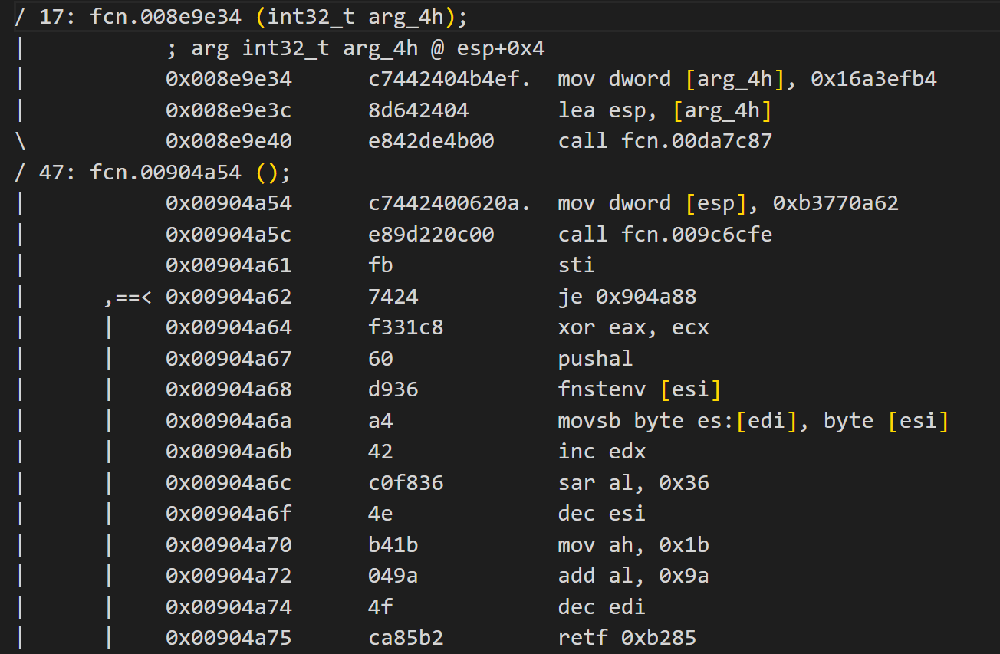 / 17: fcn.008e9e34 (int32_t arg_4h);
|           ; arg int32_t arg_4h @ esp+0x4
|           0x008e9e34      c7442404b4ef.  mov dword [arg_4h], 0x16a3efb4
|           0x008e9e3c      8d642404       lea esp, [arg_4h]
\           0x008e9e40      e842de4b00     call fcn.00da7c87
/ 47: fcn.00904a54 ();
|           0x00904a54      c7442400620a.  mov dword [esp], 0xb3770a62
|           0x00904a5c      e89d220c00     call fcn.009c6cfe
|           0x00904a61      fb             sti
|      ,==< 0x00904a62      7424           je 0x904a88
|      |    0x00904a64      f331c8         xor eax, ecx
|      |    0x00904a67      60             pushal
|      |    0x00904a68      d936           fnstenv [esi]
|      |    0x00904a6a      a4             movsb byte es:[edi], byte [esi]
|      |    0x00904a6b      42             inc edx
|      |    0x00904a6c      c0f836         sar al, 0x36
|      |    0x00904a6f      4e             dec esi
|      |    0x00904a70      b41b           mov ah, 0x1b
|      |    0x00904a72      049a           add al, 0x9a
|      |    0x00904a74      4f             dec edi
|      |    0x00904a75      ca85b2         retf 0xb285